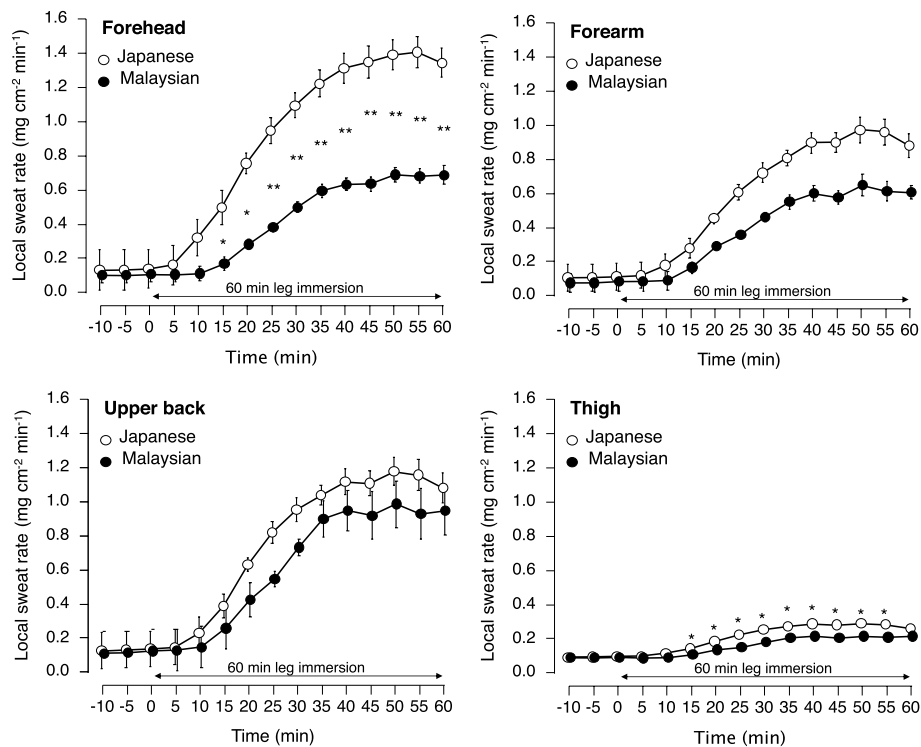 Forehead
Japanese
Malaysian
Local sweat rate (mg cm⁻² min⁻¹)
1.6
1.4
1.2
1.0
0.8
0.6
0.4
0.2
0.0
* * ** ** ** ** ** ** ** **
60 min leg immersion
-10 -5 0 5 10 15 20 25 30 35 40 45 50 55 60
Time (min)
Forearm
Japanese
Malaysian
Local sweat rate (mg cm⁻² min⁻¹)
1.6
1.4
1.2
1.0
0.8
0.6
0.4
0.2
0.0
60 min leg immersion
-10 -5 0 5 10 15 20 25 30 35 40 45 50 55 60
Time (min)
Upper back
Japanese
Malaysian
Local sweat rate (mg cm⁻² min⁻¹)
1.6
1.4
1.2
1.0
0.8
0.6
0.4
0.2
0.0
60 min leg immersion
-10 -5 0 5 10 15 20 25 30 35 40 45 50 55 60
Time (min)
Thigh
Japanese
Malaysian
Local sweat rate (mg cm⁻² min⁻¹)
1.6
1.4
1.2
1.0
0.8
0.6
0.4
0.2
0.0
* * * * * * * * *
60 min leg immersion
-10 -5 0 5 10 15 20 25 30 35 40 45 50 55 60
Time (min)